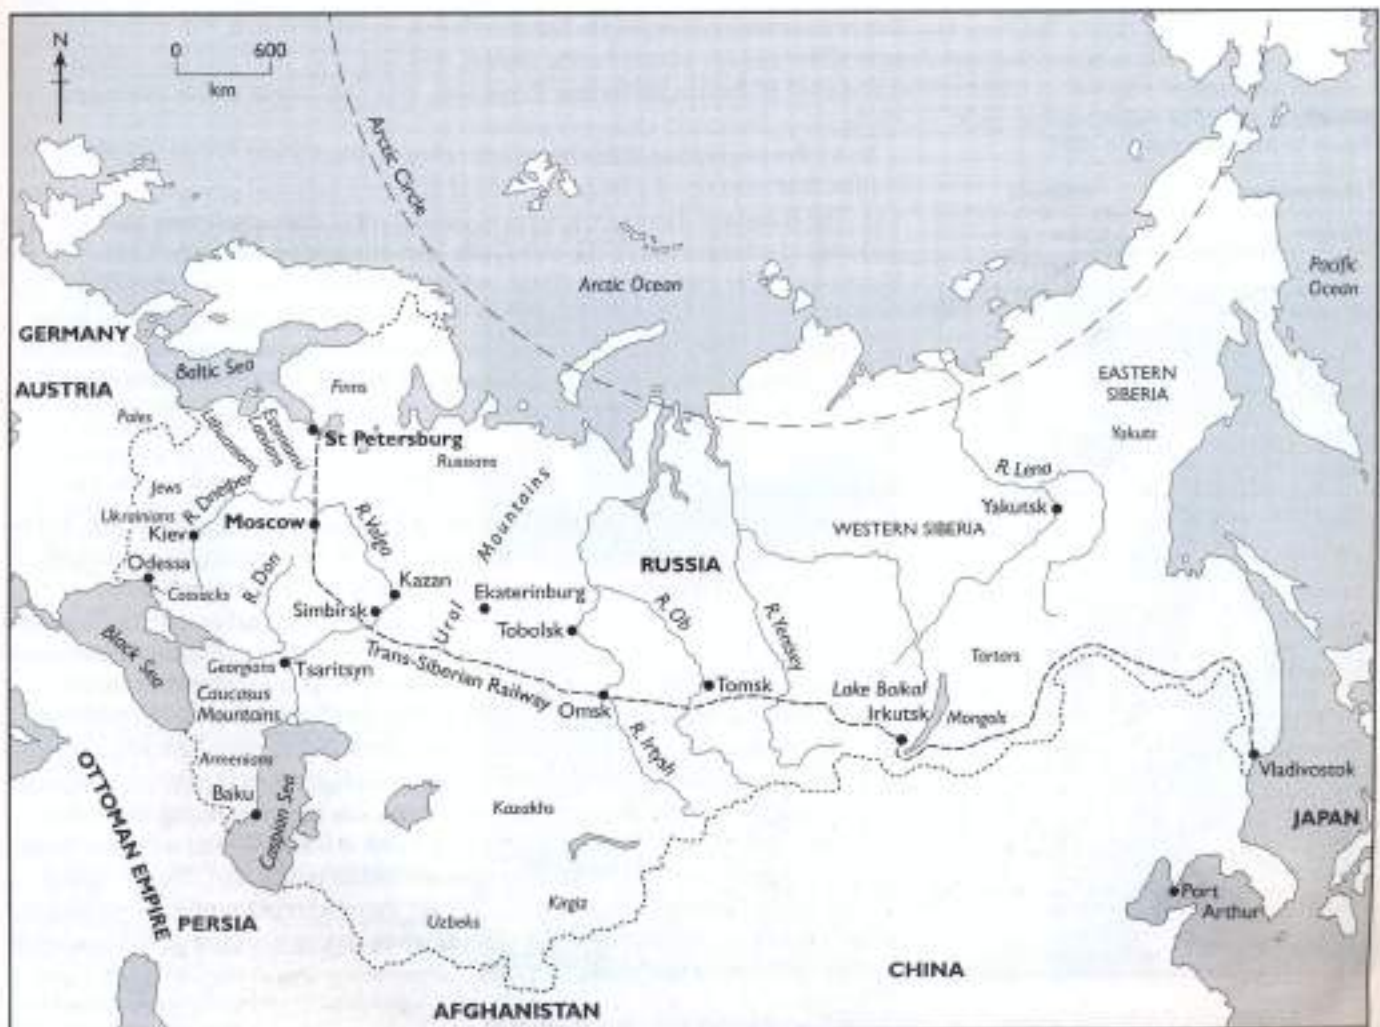 N
0 600
km
Arctic Circle
Arctic Ocean
Pacific
Ocean
GERMANY
AUSTRIA
Baltic Sea
Finns
EASTERN
SIBERIA
Yakuts
Poles
Lithuanians
Estonians
St Petersburg
Russians
R. Lena
Yakutsk
WESTERN SIBERIA
Jews
R. Dneiper
Ukrainians
Kiev
Moscow
R. Volga
Mountains
Ural
RUSSIA
Odessa
Cossacks
R. Don
Kazan
Simbirsk
Ekaterinburg
Tobolsk
R. Ob
R. Yenisey
Black Sea
Georgians
Tsaritsyn
Trans-Siberian Railway
Omsk
Tomsk
Tartars
Lake Baikal
Irkutsk
Mongols
Caucasus
Mountains
Armenians
R. Irtysh
Vladivostok
OTTOMAN EMPIRE
Baku
Caspian Sea
Kazakhs
JAPAN
Port
Arthur
PERSIA
Uzbeks
Kirgiz
CHINA
AFGHANISTAN